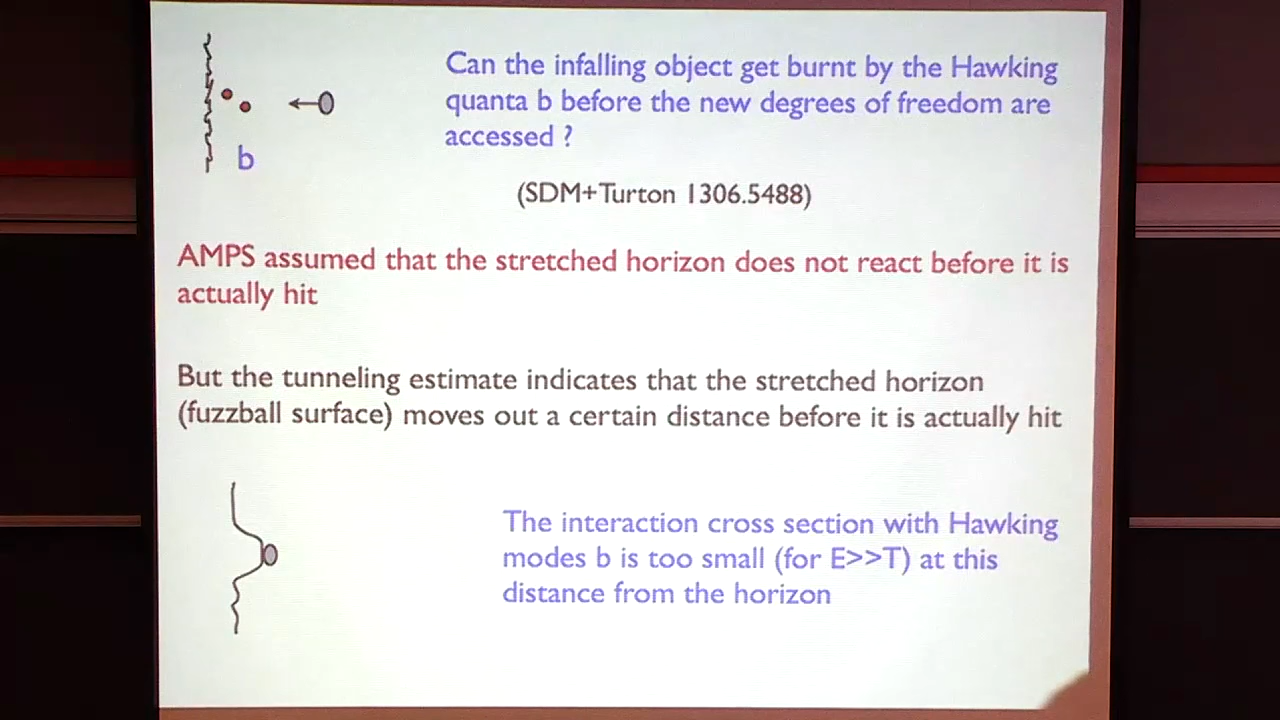 Can the infalling object get burnt by the Hawking
quanta b before the new degrees of freedom are
accessed ?
b
(SDM+Turton 1306.5488)
AMPS assumed that the stretched horizon does not react before it is
actually hit
But the tunneling estimate indicates that the stretched horizon
(fuzzball surface) moves out a certain distance before it is actually hit
The interaction cross section with Hawking
modes b is too small (for E>>T) at this
distance from the horizon